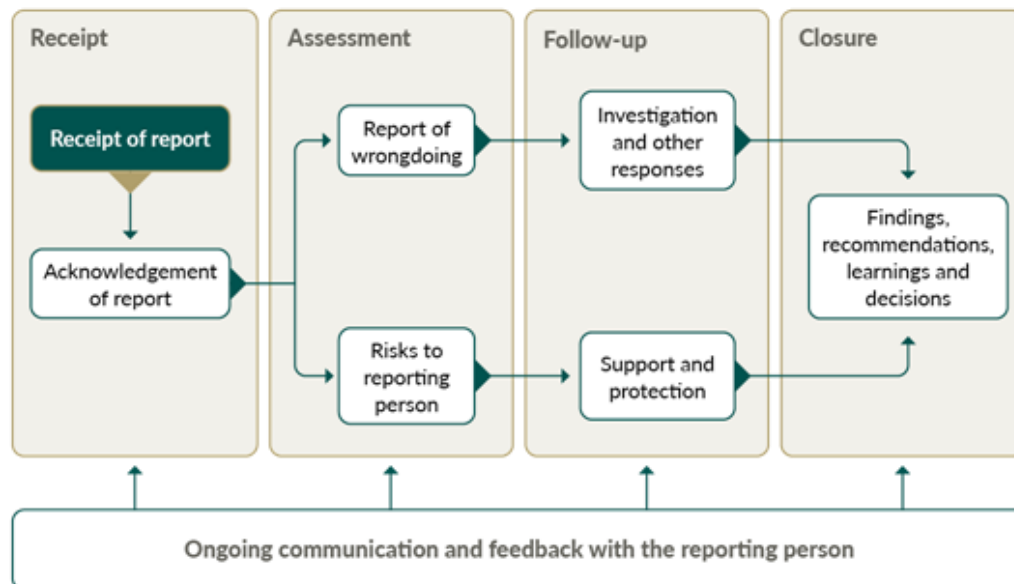 Receipt
Receipt of report
Acknowledgement
of report
Assessment
Report of
wrongdoing
Risks to
reporting
person
Follow-up
Investigation
and other
responses
Support and
protection
Closure
Findings,
recommendations,
learnings and
decisions
Ongoing communication and feedback with the reporting person